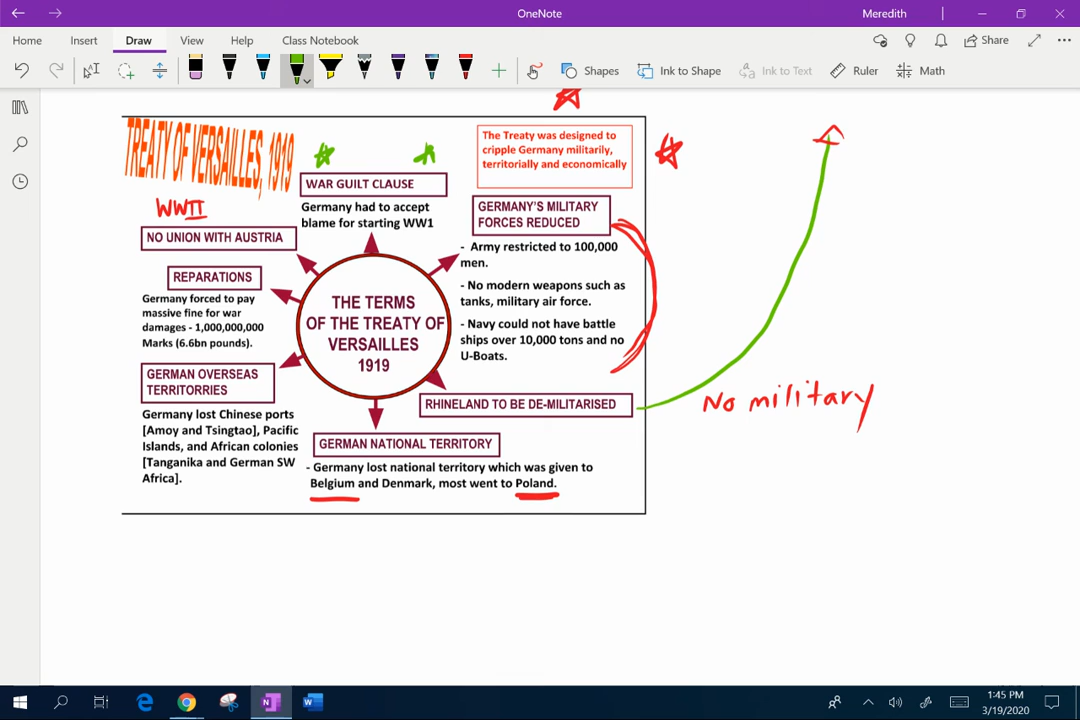 OneNote
Meredith
Home
Insert
Draw
View
Help
Class Notebook
Share
Shapes
Ink to Shape
Ink to Text
Ruler
Math
TREATY OF VERSAILLES, 1919
The Treaty was designed to
cripple Germany militarily,
territorially and economically
WAR GUILT CLAUSE
Germany had to accept
blame for starting WW1
WWII
NO UNION WITH AUSTRIA
GERMANY'S MILITARY
FORCES REDUCED
- Army restricted to 100,000
men.
- No modern weapons such as
tanks, military air force.
- Navy could not have battle
ships over 10,000 tons and no
U-Boats.
REPARATIONS
Germany forced to pay
massive fine for war
damages - 1,000,000,000
Marks (6.6bn pounds).
THE TERMS
OF THE TREATY OF
VERSAILLES
1919
GERMAN OVERSEAS
TERRITORRIES
Germany lost Chinese ports
[Amoy and Tsingtao], Pacific
Islands, and African colonies
[Tanganika and German SW
Africa].
RHINELAND TO BE DE-MILITARISED
No military
GERMAN NATIONAL TERRITORY
- Germany lost national territory which was given to
Belgium and Denmark, most went to Poland.
1:45 PM
3/19/2020